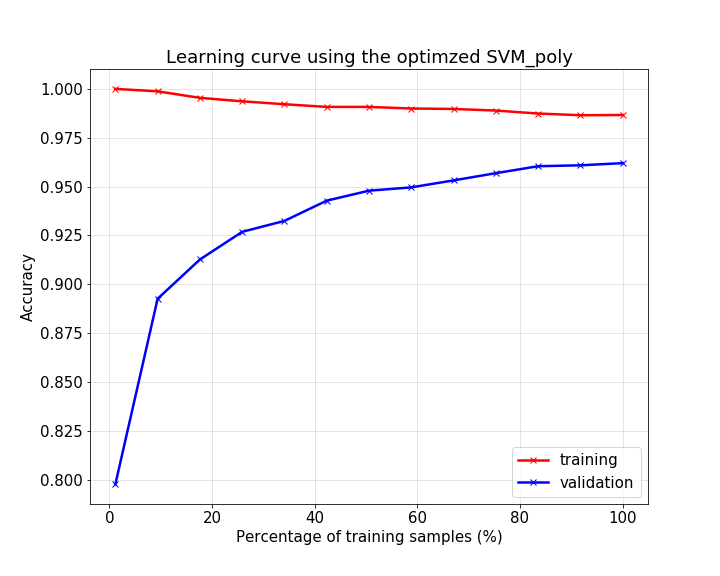 Learning curve using the optimzed SVM_poly
1.000
0.975
0.950
0.925
0.900
0.875
0.850
0.825
0.800
Accuracy
training
validation
0 20 40 60 80 100
Percentage of training samples (%)